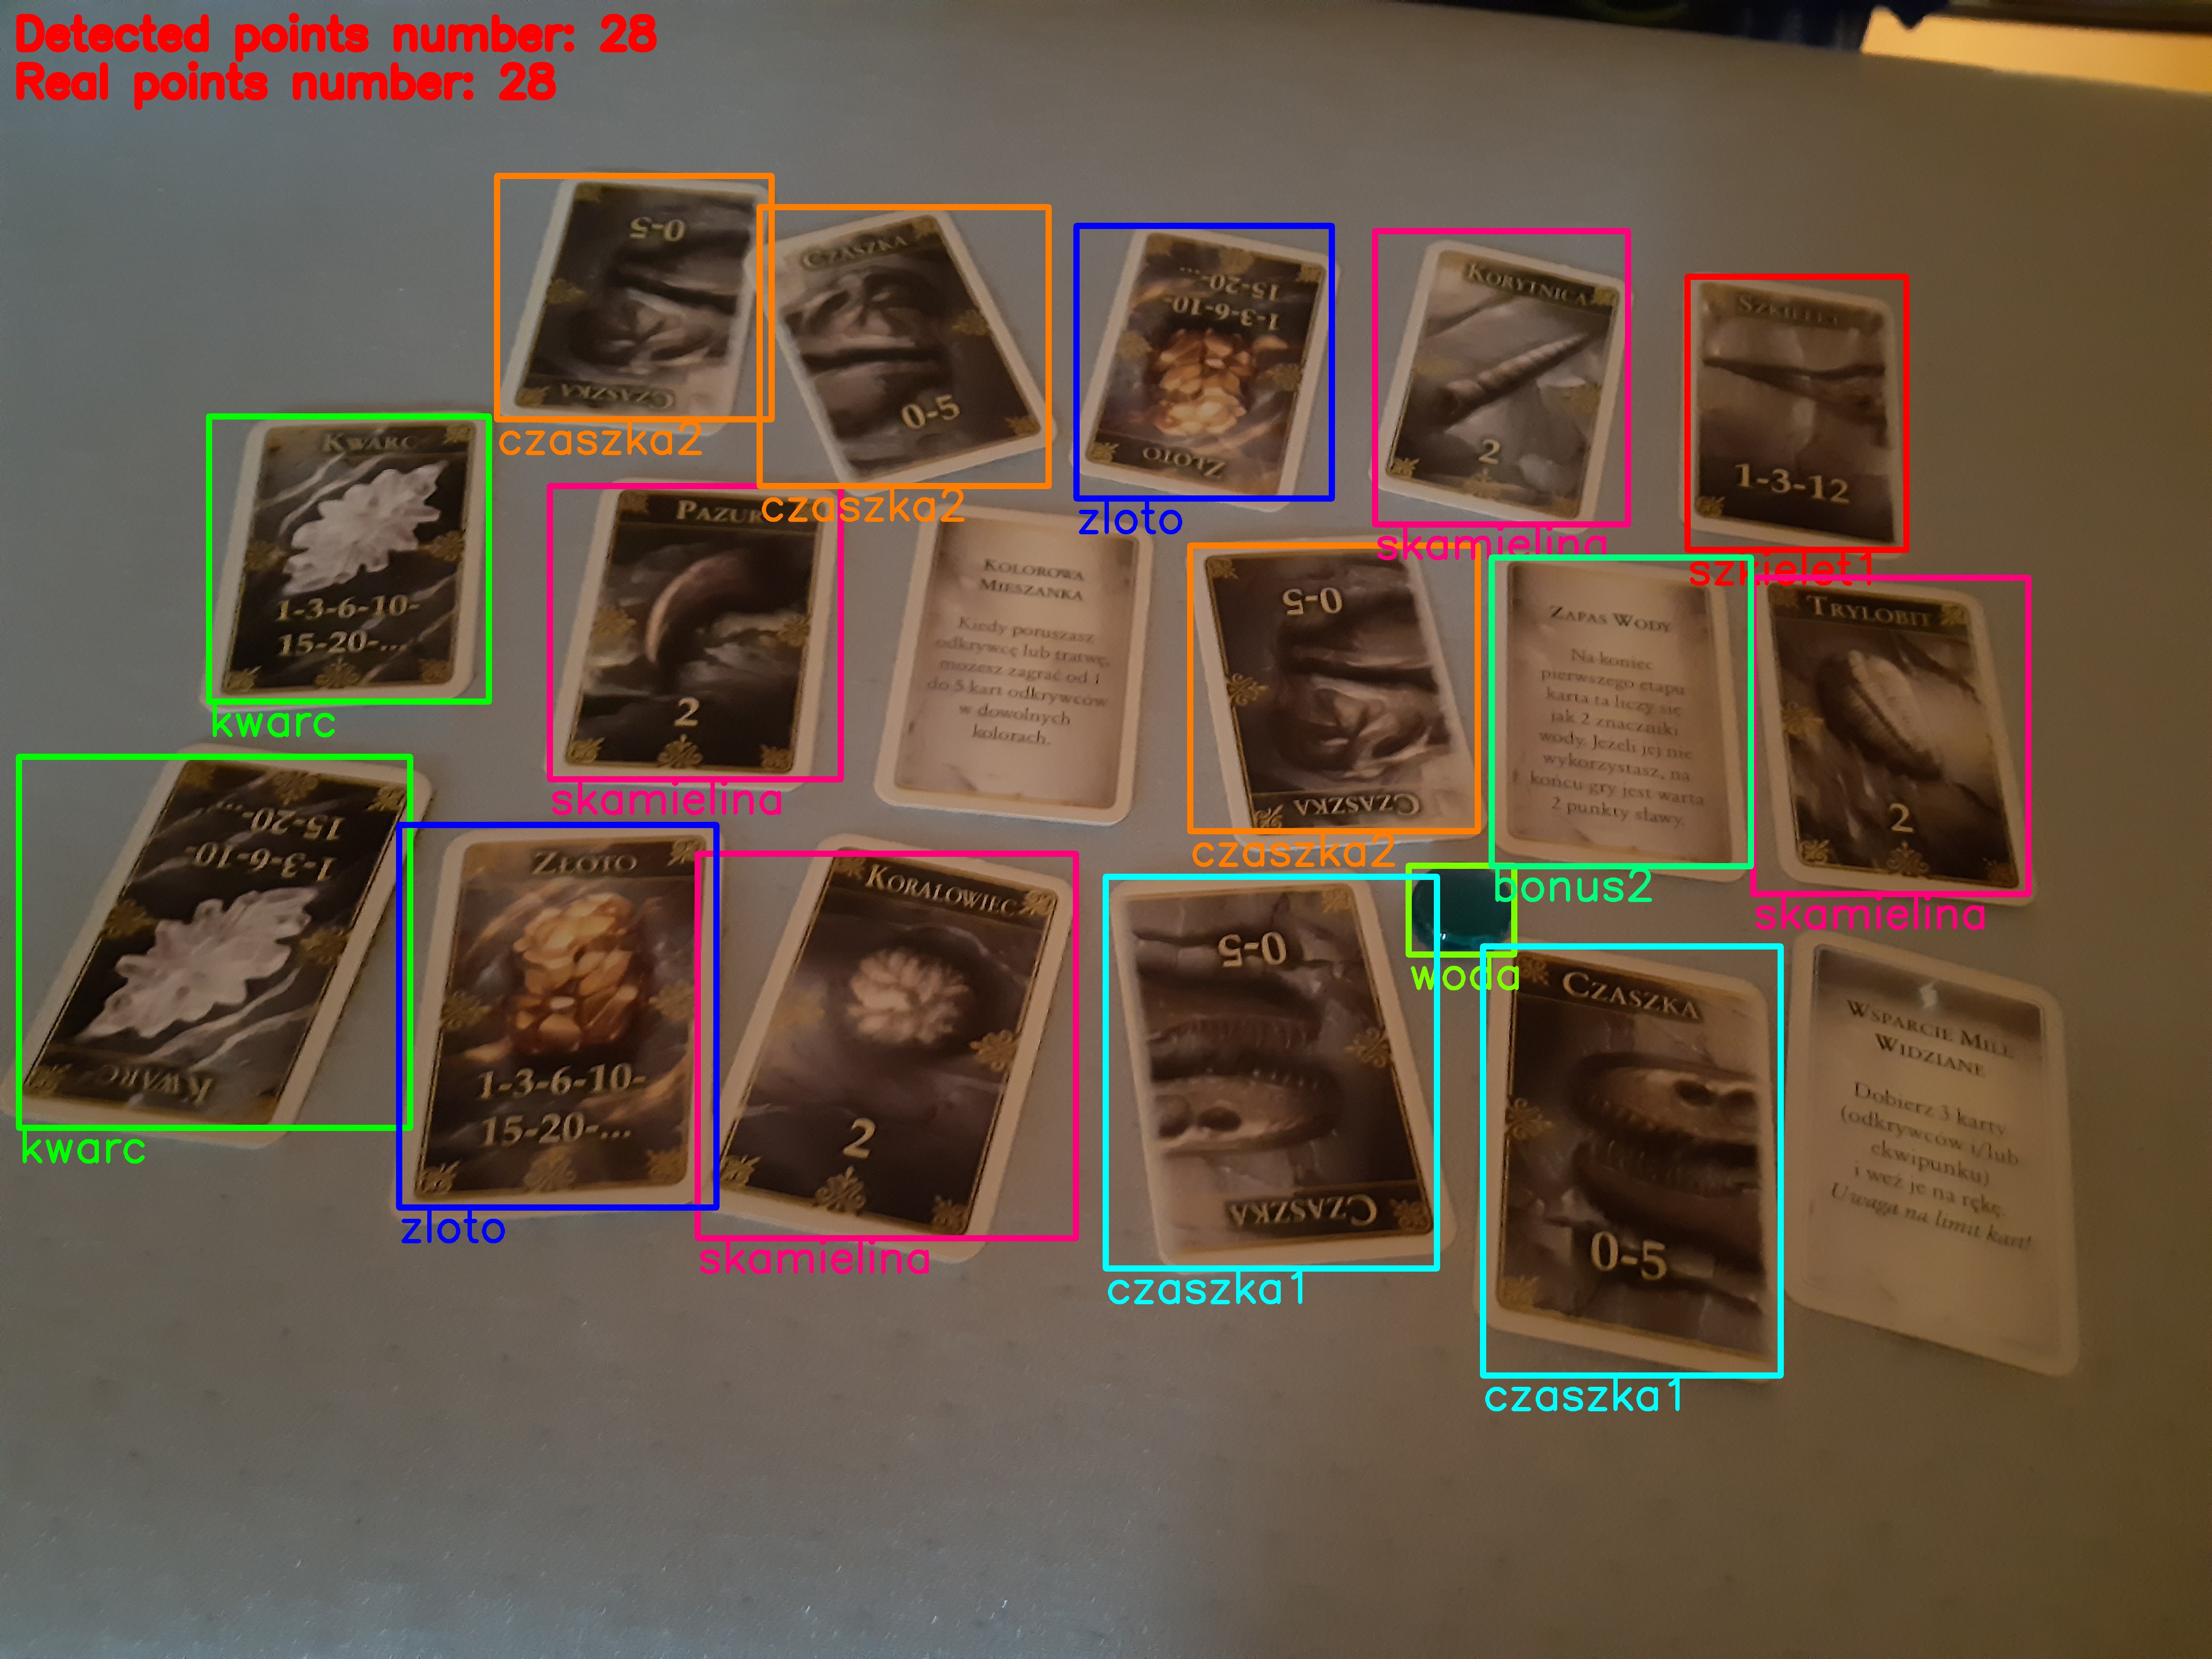 Detected points number: 28
Real points number: 28
0-5
CZASZKA
czaszka2
CZASZKA
0-5
czaszka2
15-20-...
1-3-6-10-
ZŁOTO
zloto
KORYTNICA
2
skamielina
1-3-12
szkielet1
KWARC
1-3-6-10-
15-20-...
kwarc
PAZUR
2
skamielina
KOLOROWA
MIESZANKA
Kiedy poruszasz
odkrywcę lub tratwę,
możesz zagrać od 1
do 5 kart odkrywców
w dowolnych
kolorach.
0-5
CZASZKA
czaszka2
ZAPAS WODY
Na koniec
pierwszego etapu
karta ta liczy się
jak 2 znaczniki
wody. Jeżeli jej nie
wykorzystasz, na
końcu gry jest warta
2 punkty sławy.
bonus2
TRYLOBIT
2
skamielina
15-20-...
1-3-6-10-
KWARC
kwarc
ZŁOTO
1-3-6-10-
15-20-...
zloto
KORALOWIEC
2
skamielina
0-5
CZASZKA
czaszka1
woda
CZASZKA
0-5
czaszka1
WSPARCIE MILE
WIDZIANE
Dobierz 3 karty
(odkrywców i/lub
ekwipunku)
i weź je na rękę.
Uwaga na limit kart!